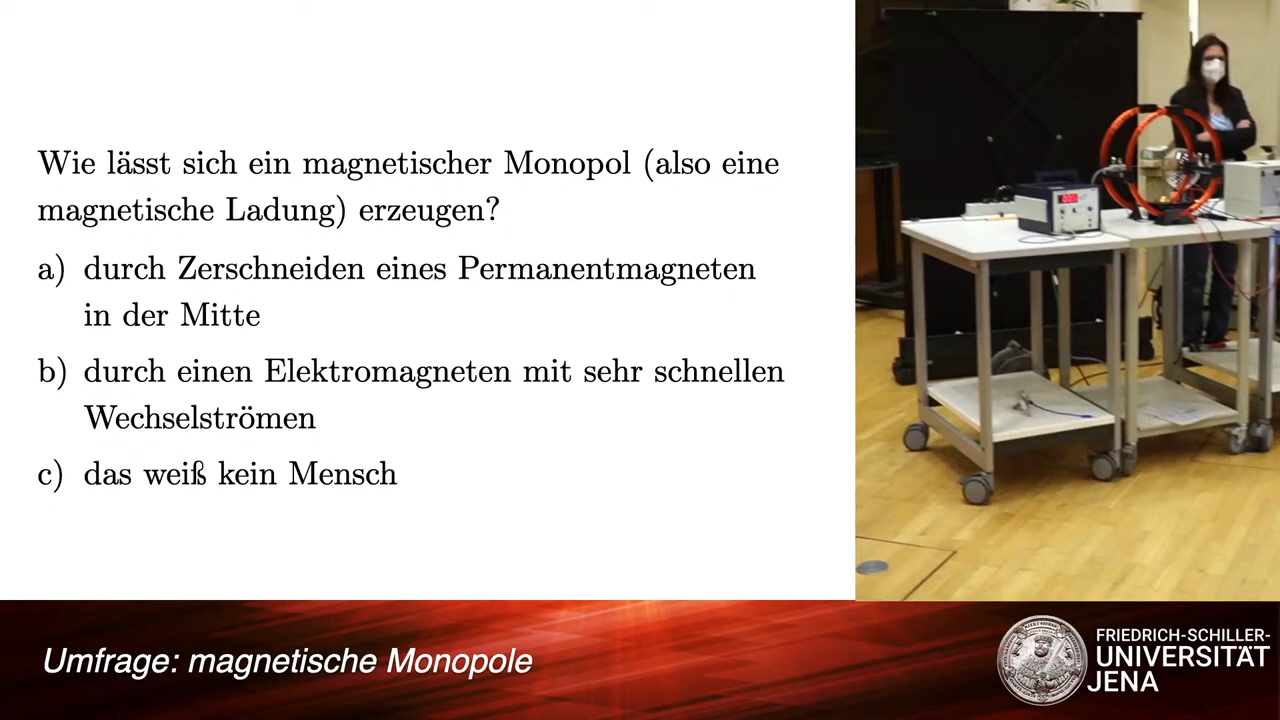 Wie lässt sich ein magnetischer Monopol (also eine
magnetische Ladung) erzeugen?
a) durch Zerschneiden eines Permanentmagneten
in der Mitte
b) durch einen Elektromagneten mit sehr schnellen
Wechselströmen
c) das weiß kein Mensch
Umfrage: magnetische Monopole
FRIEDRICH-SCHILLER-
UNIVERSITÄT
JENA